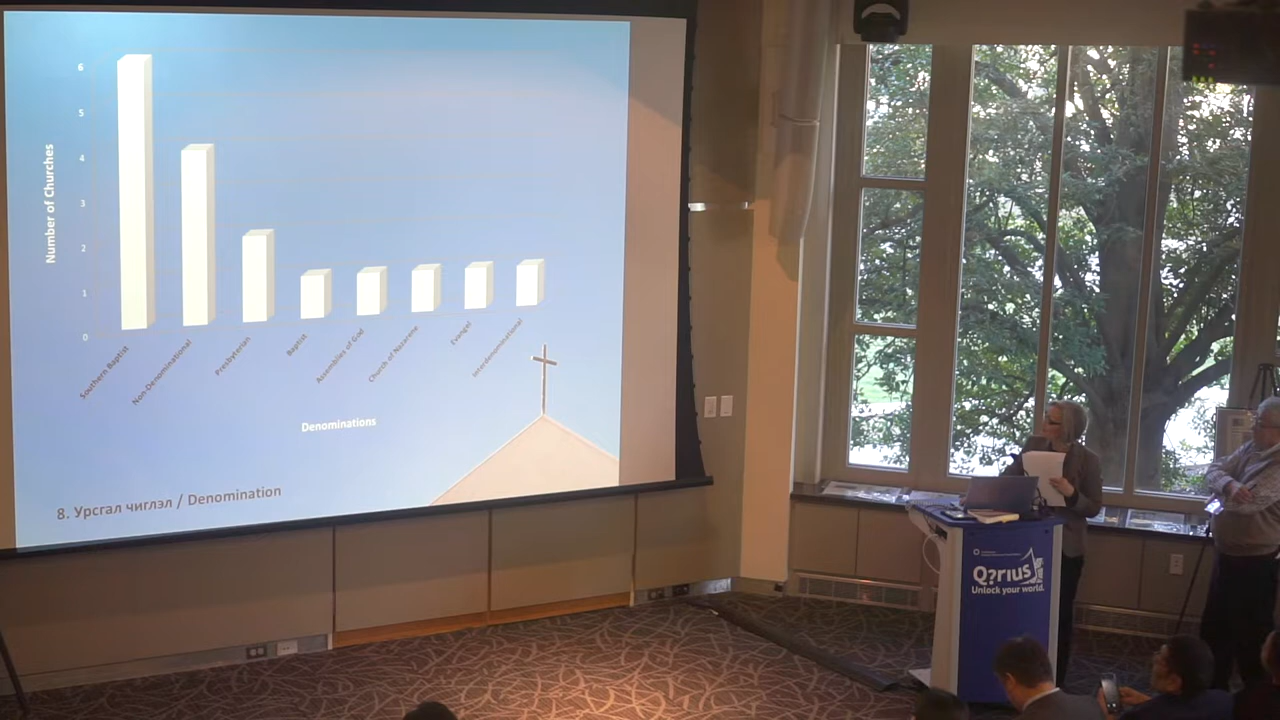 6
5
4
3
2
1
0
Number of Churches
Southern Baptist
Non-Denominational
Presbyterian
Baptist
Assemblies of God
Church of Nazarene
Evangel
Interdenominational
Denominations
8. Урсгал чиглэл / Denomination
Q?rius
Unlock your world.